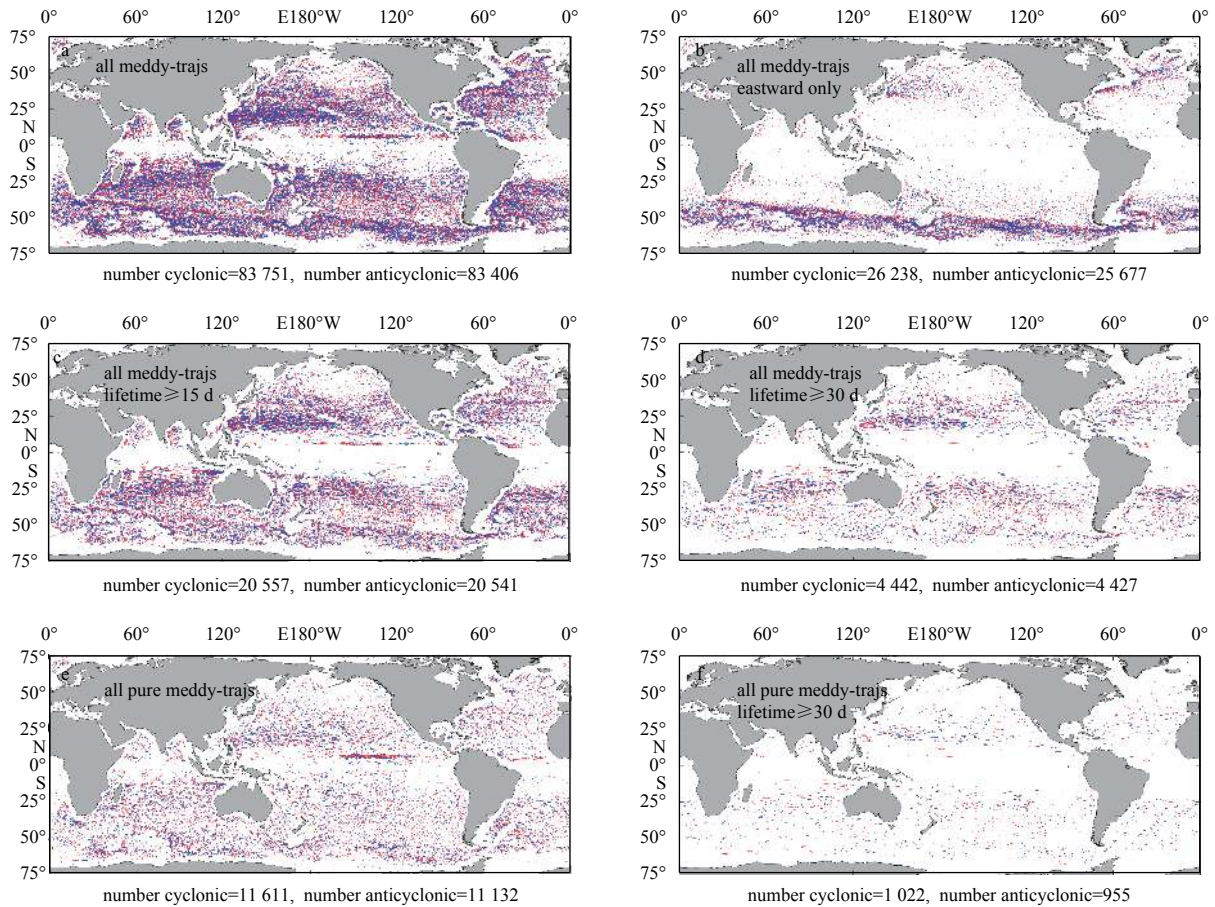 0° 60° 120° E180°W 120° 60° 0°
75°
50°
25°
N
0°
S
25°
50°
75°
a
all meddy-trajs
number cyclonic=83 751, number anticyclonic=83 406
0° 60° 120° E180°W 120° 60° 0°
75°
50°
25°
N
0°
S
25°
50°
75°
b
all meddy-trajs
eastward only
number cyclonic=26 238, number anticyclonic=25 677
0° 60° 120° E180°W 120° 60° 0°
75°
50°
25°
N
0°
S
25°
50°
75°
c
all meddy-trajs
lifetime⩾15 d
number cyclonic=20 557, number anticyclonic=20 541
0° 60° 120° E180°W 120° 60° 0°
75°
50°
25°
N
0°
S
25°
50°
75°
d
all meddy-trajs
lifetime⩾30 d
number cyclonic=4 442, number anticyclonic=4 427
0° 60° 120° E180°W 120° 60° 0°
75°
50°
25°
N
0°
S
25°
50°
75°
e
all pure meddy-trajs
number cyclonic=11 611, number anticyclonic=11 132
0° 60° 120° E180°W 120° 60° 0°
75°
50°
25°
N
0°
S
25°
50°
75°
f
all pure meddy-trajs
lifetime⩾30 d
number cyclonic=1 022, number anticyclonic=955